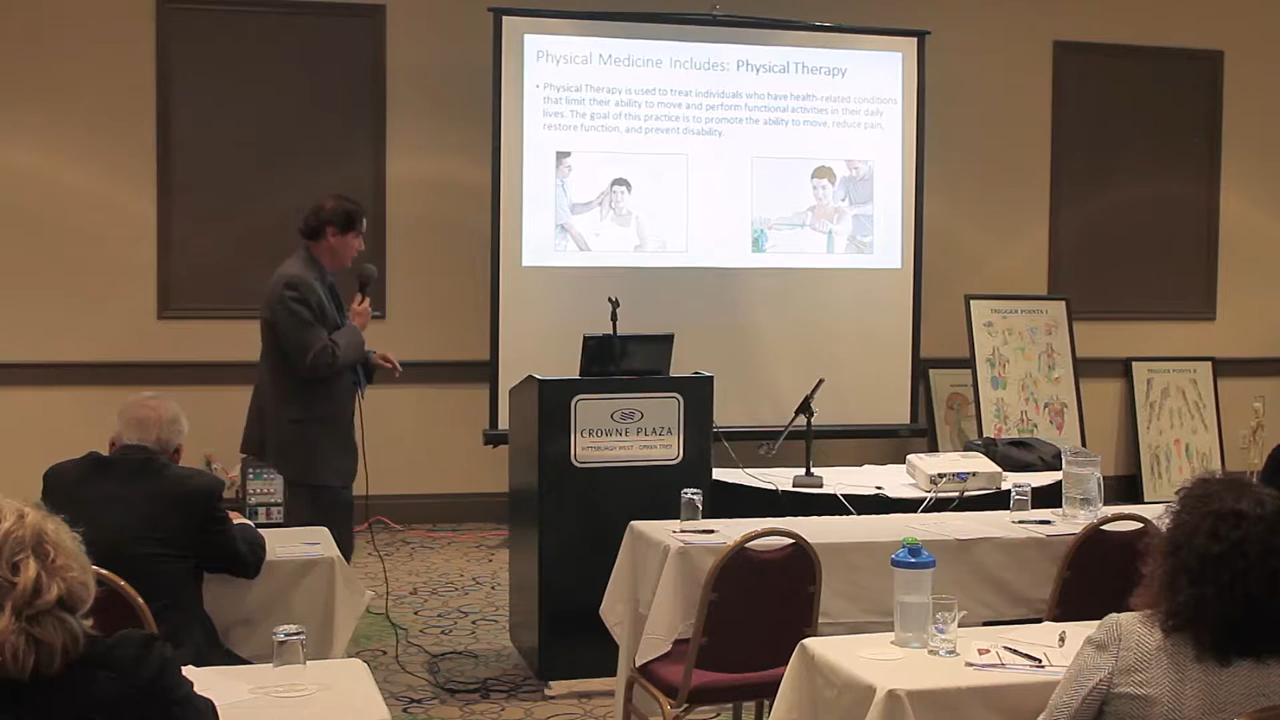 Physical Medicine Includes: Physical Therapy
• Physical Therapy is used to treat individuals who have health-related conditions
that limit their ability to move and perform functional activities in their daily
lives. The goal of this practice is to promote the ability to move, reduce pain,
restore function, and prevent disability.
CROWNE PLAZA
PITTSBURGH WEST - GREEN TREE
TRIGGER POINTS I
TRIGGER POINTS II